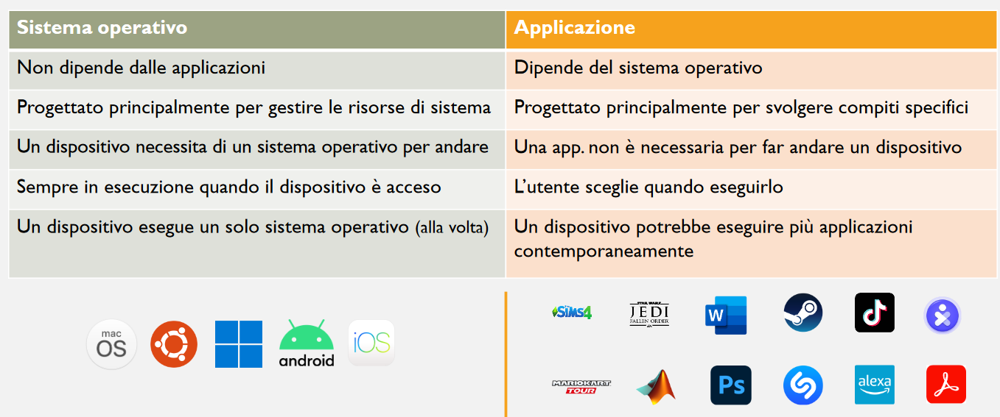 Sistema operativo
Applicazione
Non dipende dalle applicazioni
Dipende del sistema operativo
Progettato principalmente per gestire le risorse di sistema
Progettato principalmente per svolgere compiti specifici
Un dispositivo necessita di un sistema operativo per andare
Una app. non è necessaria per far andare un dispositivo
Sempre in esecuzione quando il dispositivo è acceso
L’utente sceglie quando eseguirlo
Un dispositivo esegue un solo sistema operativo (alla volta)
Un dispositivo potrebbe eseguire più applicazioni
contemporaneamente
mac
OS
android
iOS
The SIMS4
STAR WARS
JEDI
FALLEN ORDER
W
MARIOKART
TOUR
Ps
alexa